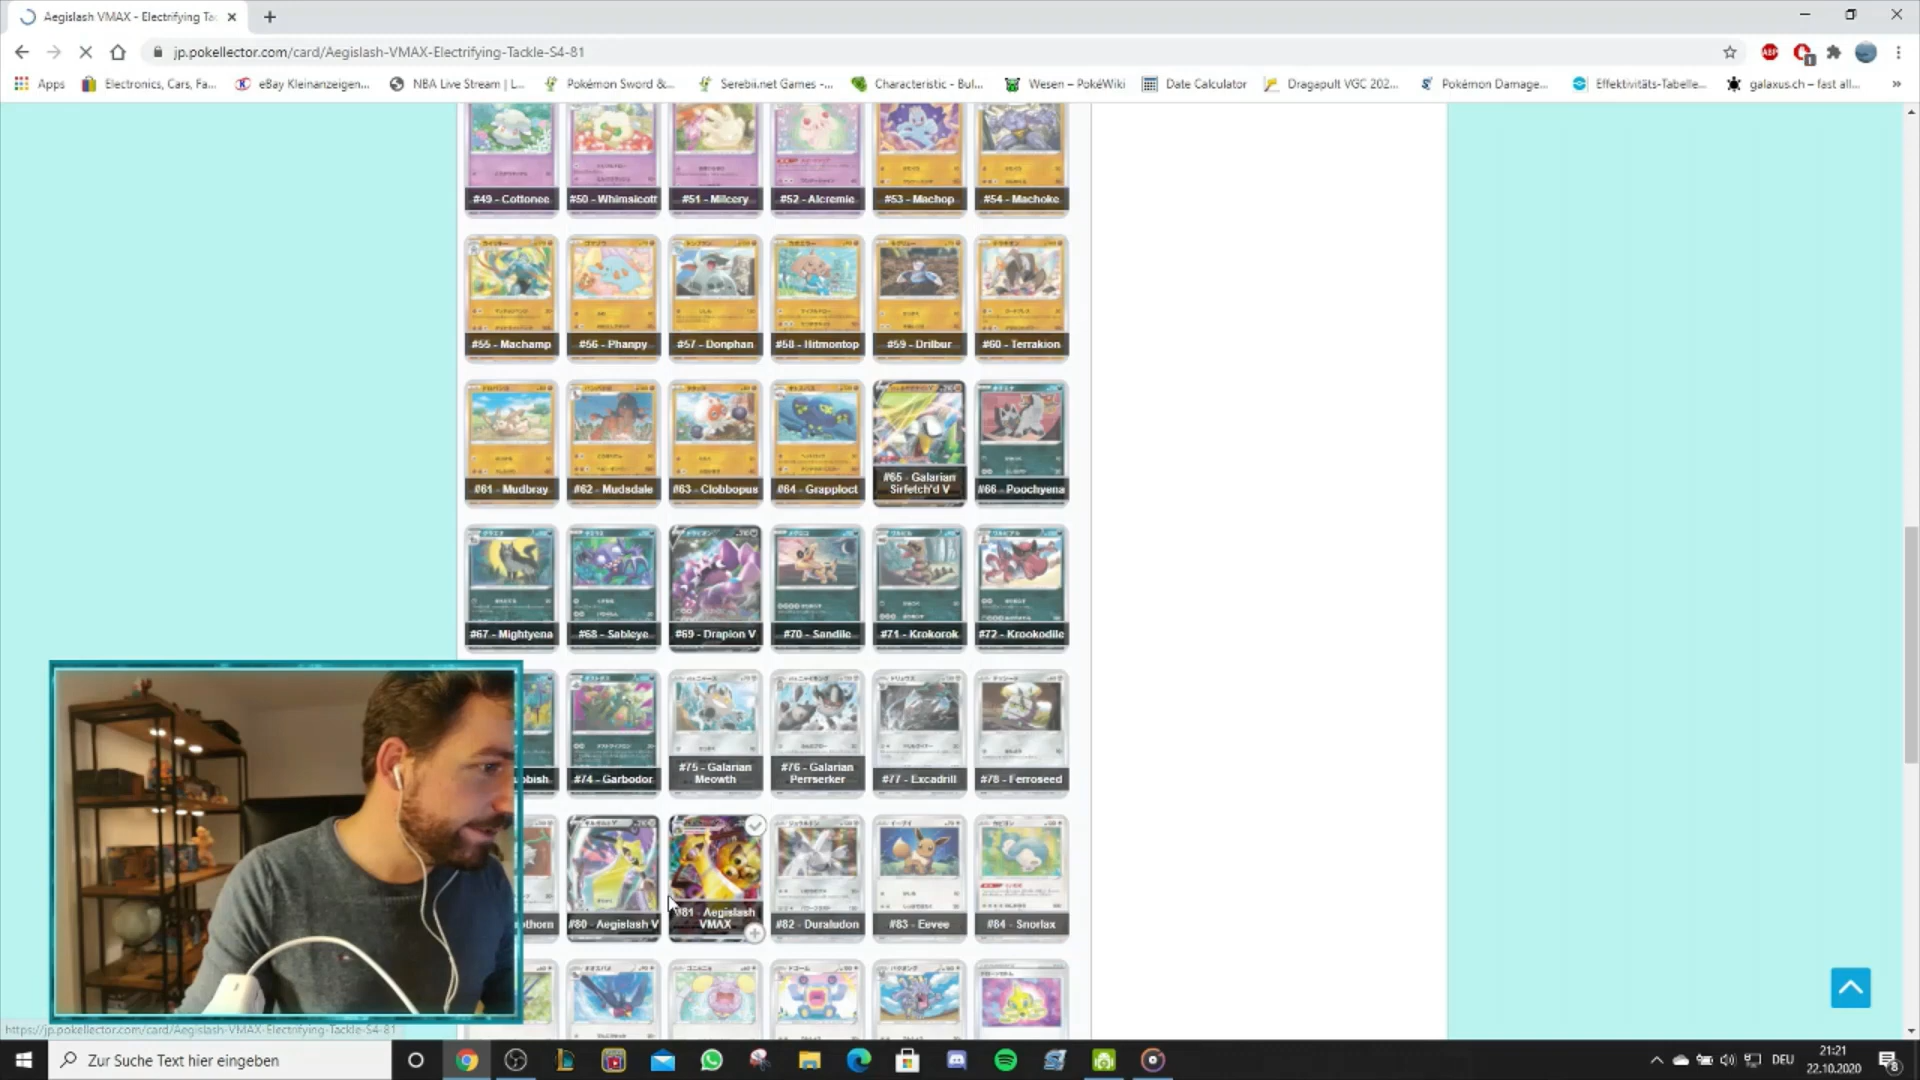 Aegislash VMAX - Electrifying Ta
jp.pokellector.com/card/Aegislash-VMAX-Electrifying-Tackle-S4-81
Apps
Electronics, Cars, Fa...
eBay Kleinanzeigen...
NBA Live Stream | L...
Pokémon Sword &...
Serebii.net Games -...
Characteristic - Bul...
Wesen – PokéWiki
Date Calculator
Dragapult VGC 202...
Pokémon Damage...
Effektivitäts-Tabelle...
galaxus.ch – fast all...
»
#49 - Cottonee
#50 - Whimsicott
#51 - Milcery
#52 - Alcremie
#53 - Machop
#54 - Machoke
#55 - Machamp
#56 - Phanpy
#57 - Donphan
#58 - Hitmontop
#59 - Drilbur
#60 - Terrakion
#61 - Mudbray
#62 - Mudsdale
#63 - Clobbopus
#64 - Grapploct
#65 - Galarian
Sirfetch'd V
#66 - Poochyena
#67 - Mightyena
#68 - Sableye
#69 - Drapion V
#70 - Sandile
#71 - Krokorok
#72 - Krookodile
bbish
#74 - Garbodor
#75 - Galarian
Meowth
#76 - Galarian
Perrserker
#77 - Excadrill
#78 - Ferroseed
thorn
#80 - Aegislash V
#81 - Aegislash
VMAX
#82 - Duraludon
#83 - Eevee
#84 - Snorlax
https://jp.pokellector.com/card/Aegislash-VMAX-Electrifying-Tackle-S4-81
Zur Suche Text hier eingeben
DEU
21:21
22.10.2020
8